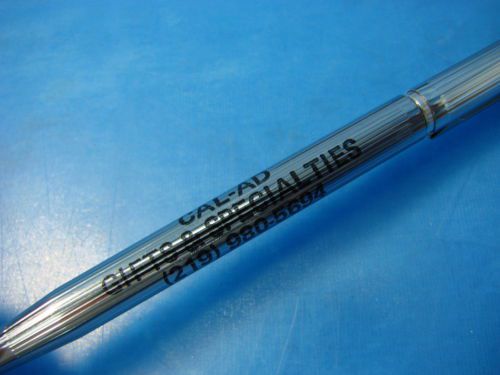 CAL-AD
GIFTS & SPECIALTIES
(219) 980-5694